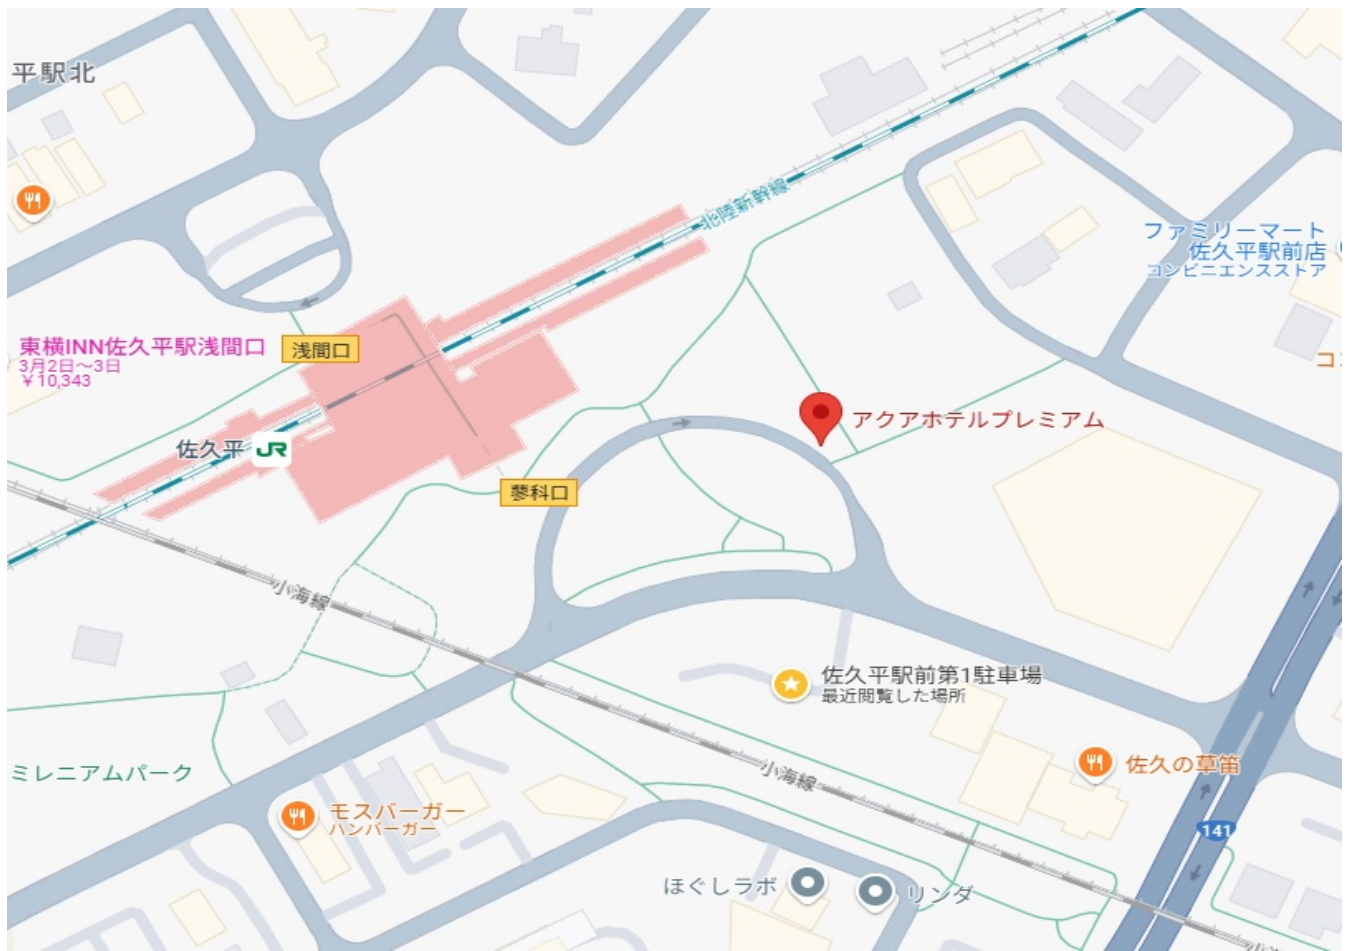 平駅北
北陸新幹線
ファミリーマート
佐久平駅前店
コンビニエンスストア
東横INN佐久平駅浅間口
3月2日～3日
￥10,343
浅間口
コ
アクアホテルプレミアム
佐久平 JR
蓼科口
小海線
佐久平駅前第1駐車場
最近閲覧した場所
ミレニアムパーク
小海線
佐久の草笛
モスバーガー
ハンバーガー
141
ほぐしラボ
リンダ